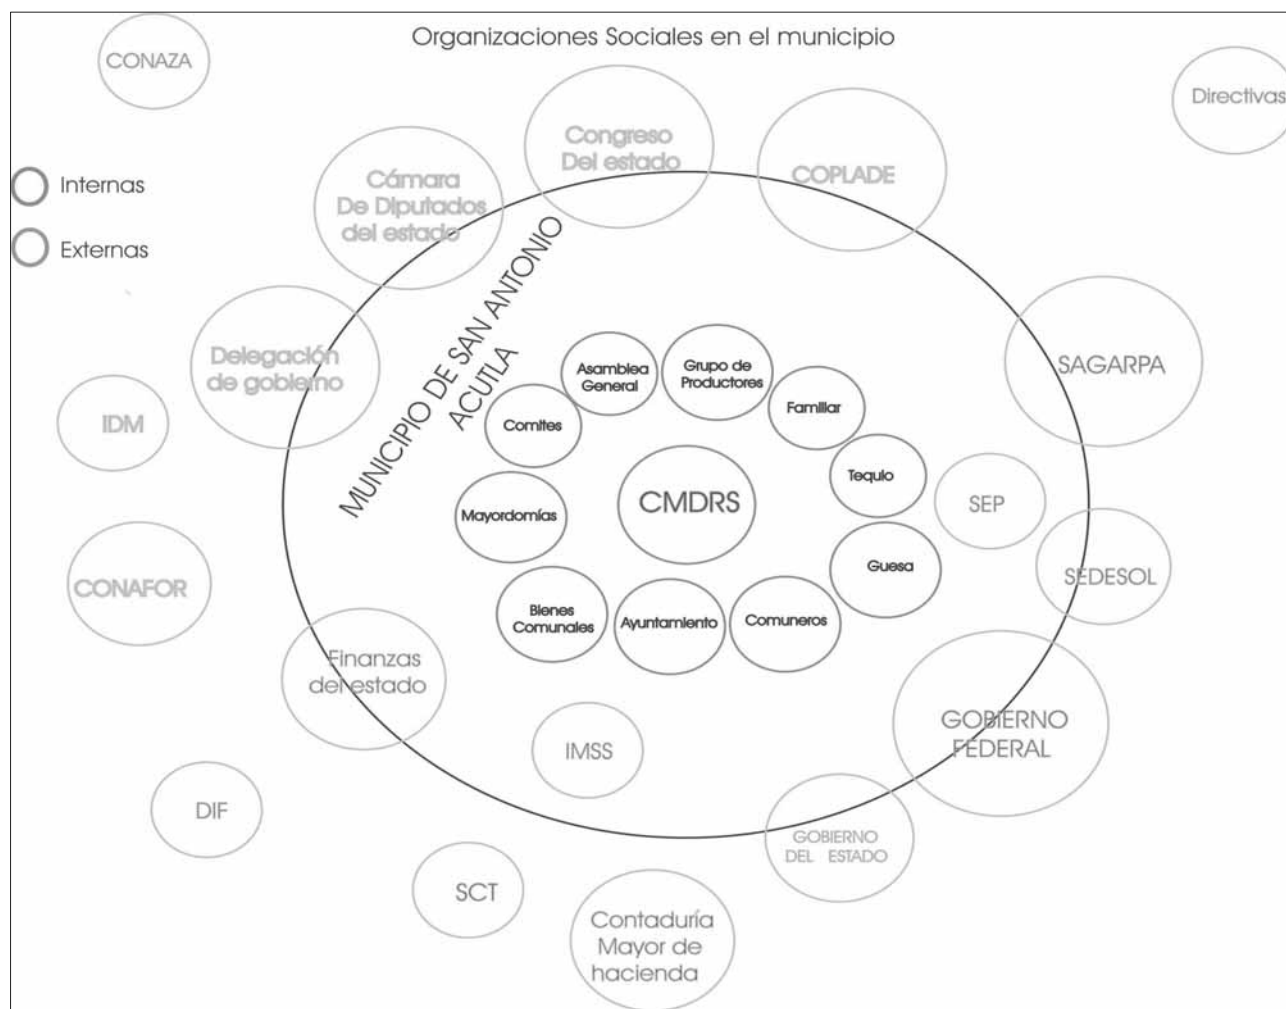 Organizaciones Sociales en el municipio
CONAZA
Directivas
Congreso
Del estado
COPLADE
Cámara
De Diputados
del estado
Internas
Externas
MUNICIPIO DE SAN ANTONIO
ACUTLA
Delegación
de gobierno
SAGARPA
Asamblea
General
Grupo de
Productores
Familiar
Comites
IDM
Tequio
CMDRS
SEP
Mayordomías
Guesa
SEDESOL
CONAFOR
Bienes
Comunales
Ayuntamiento
Comuneros
Finanzas
del estado
GOBIERNO
FEDERAL
IMSS
DIF
GOBIERNO
DEL ESTADO
SCT
Contaduría
Mayor de
hacienda